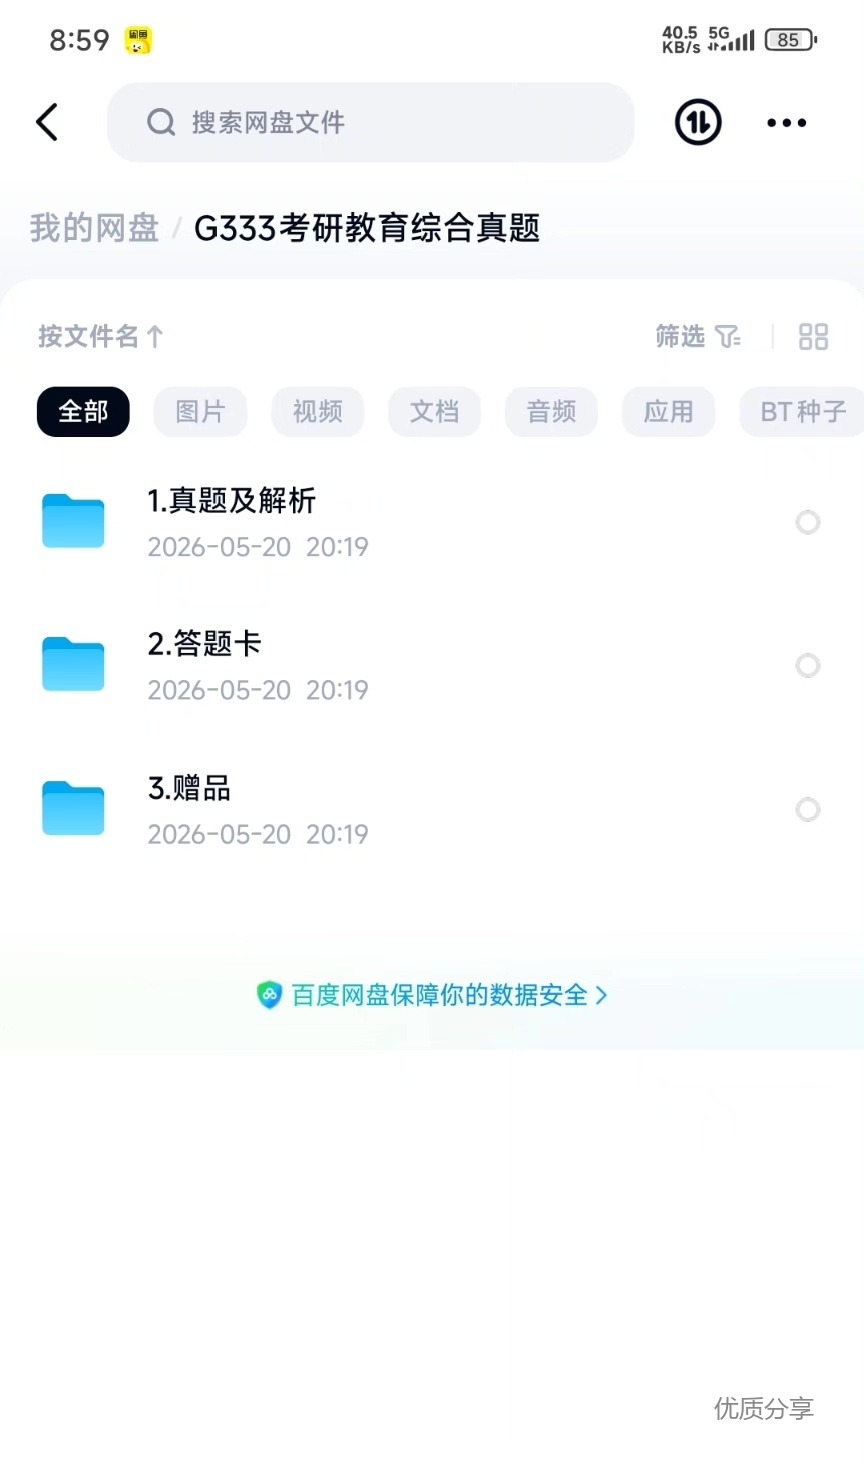 8:59
闲鱼
40.5 KB/s 5G 85
搜索网盘文件
我的网盘 / G333考研教育综合真题
按文件名↑ 筛选
全部 图片 视频 文档 音频 应用 BT种子
1.真题及解析
2026-05-20 20:19
2.答题卡
2026-05-20 20:19
3.赠品
2026-05-20 20:19
百度网盘保障你的数据安全 >
优质分享